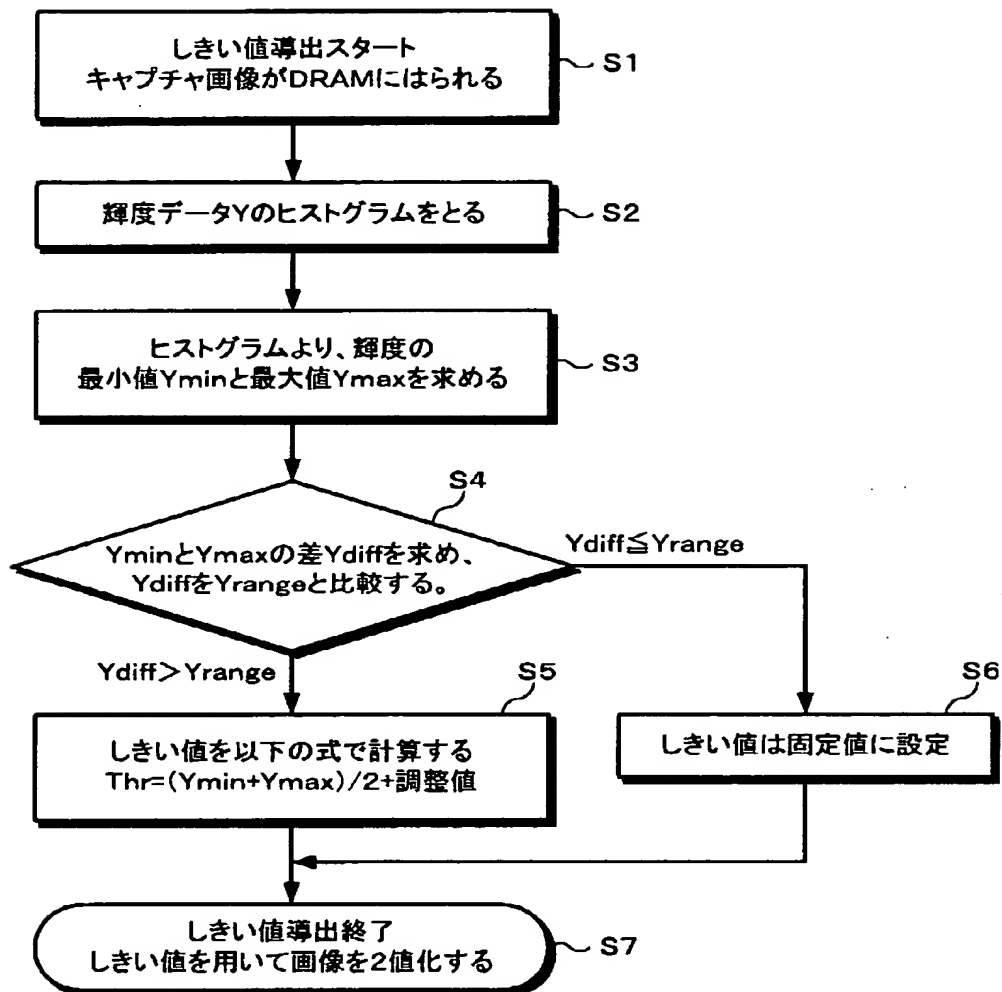 しきい値導出スタート
キャプチャ画像がDRAMにはられる
S1
輝度データYのヒストグラムをとる
S2
ヒストグラムより、輝度の
最小値Yminと最大値Ymaxを求める
S3
S4
YminとYmaxの差Ydiffを求め、
YdiffをYrangeと比較する。
Ydiff≦Yrange
Ydiff＞Yrange
S5
しきい値を以下の式で計算する
Thr=(Ymin+Ymax)/2+調整値
S6
しきい値は固定値に設定
しきい値導出終了
しきい値を用いて画像を2値化する
S7